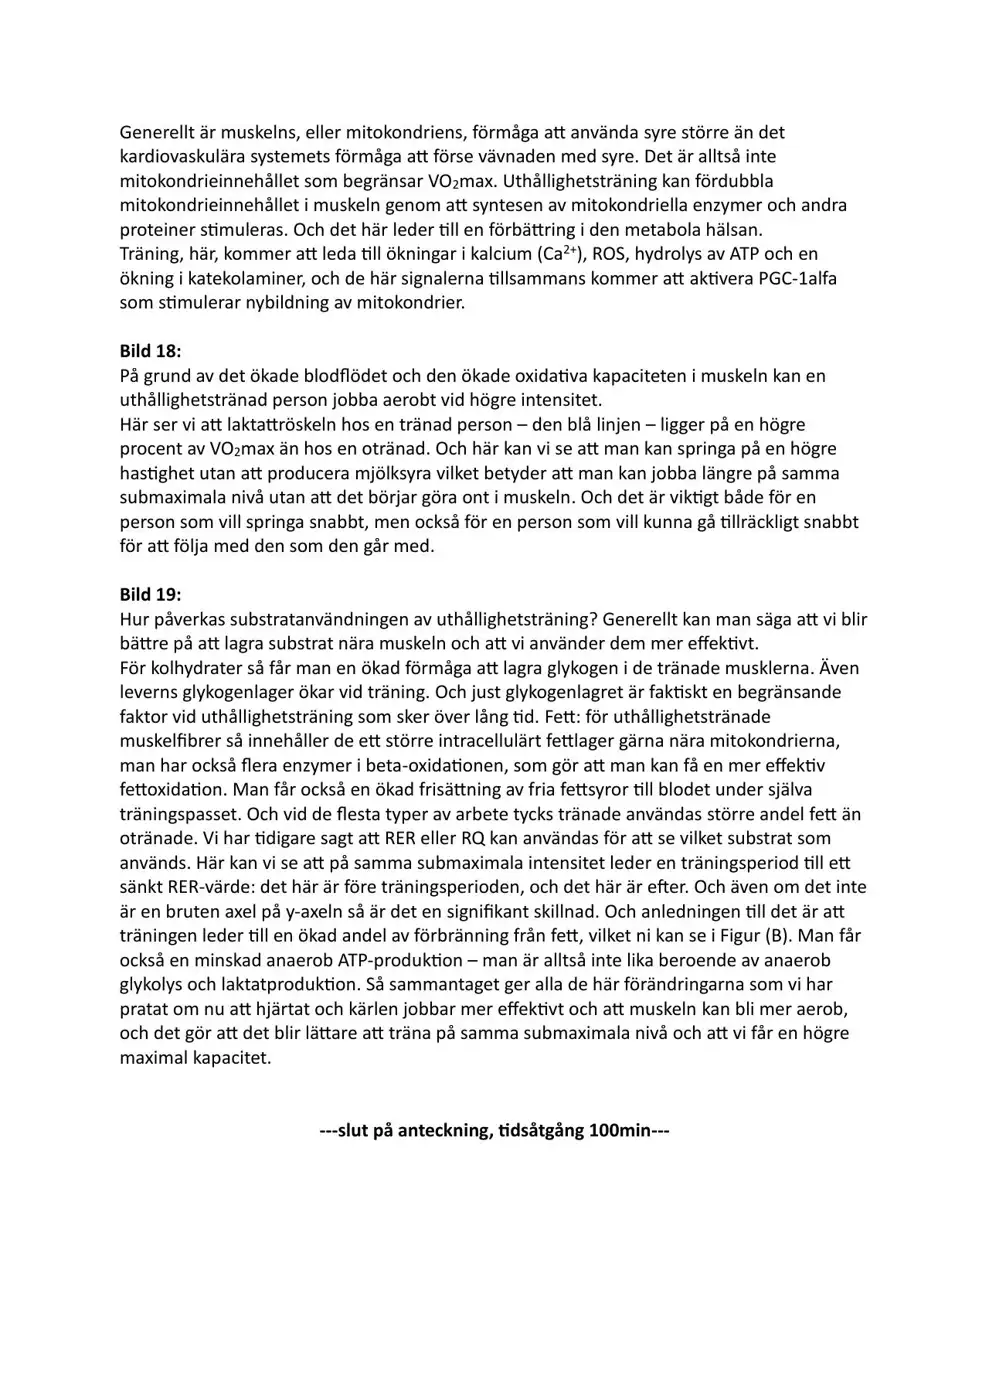 Generellt är muskelns, eller mitokondriens, förmåga att använda syre större än det
kardiovaskulära systemets förmåga att förse vävnaden med syre. Det är alltså inte
mitokondrieinnehållet som begränsar VO₂max. Uthållighetsträning kan fördubbla
mitokondrieinnehållet i muskeln genom att syntesen av mitokondriella enzymer och andra
proteiner stimuleras. Och det här leder till en förbättring i den metabola hälsan.
Träning, här, kommer att leda till ökningar i kalcium (Ca²⁺), ROS, hydrolys av ATP och en
ökning i katekolaminer, och de här signalerna tillsammans kommer att aktivera PGC-1alfa
som stimulerar nybildning av mitokondrier.
Bild 18:
På grund av det ökade blodflödet och den ökade oxidativa kapaciteten i muskeln kan en
uthållighetstränad person jobba aerobt vid högre intensitet.
Här ser vi att laktattröskeln hos en tränad person – den blå linjen – ligger på en högre
procent av VO₂max än hos en otränad. Och här kan vi se att man kan springa på en högre
hastighet utan att producera mjölksyra vilket betyder att man kan jobba längre på samma
submaximala nivå utan att det börjar göra ont i muskeln. Och det är viktigt både för en
person som vill springa snabbt, men också för en person som vill kunna gå tillräckligt snabbt
för att följa med den som den går med.
Bild 19:
Hur påverkas substratanvändningen av uthållighetsträning? Generellt kan man säga att vi blir
bättre på att lagra substrat nära muskeln och att vi använder dem mer effektivt.
För kolhydrater så får man en ökad förmåga att lagra glykogen i de tränade musklerna. Även
leverns glykogenlager ökar vid träning. Och just glykogenlagret är faktiskt en begränsande
faktor vid uthållighetsträning som sker över lång tid. Fett: för uthållighetstränade
muskelfibrer så innehåller de ett större intracellulärt fettlager gärna nära mitokondrierna,
man har också flera enzymer i beta-oxidationen, som gör att man kan få en mer effektiv
fettoxidation. Man får också en ökad frisättning av fria fettsyror till blodet under själva
träningspasset. Och vid de flesta typer av arbete tycks tränade användas större andel fett än
otränade. Vi har tidigare sagt att RER eller RQ kan användas för att se vilket substrat som
används. Här kan vi se att på samma submaximala intensitet leder en träningsperiod till ett
sänkt RER-värde: det här är före träningsperioden, och det här är efter. Och även om det inte
är en bruten axel på y-axeln så är det en signifikant skillnad. Och anledningen till det är att
träningen leder till en ökad andel av förbränning från fett, vilket ni kan se i Figur (B). Man får
också en minskad anaerob ATP-produktion – man är alltså inte lika beroende av anaerob
glykolys och laktatproduktion. Så sammantaget ger alla de här förändringarna som vi har
pratat om nu att hjärtat och kärlen jobbar mer effektivt och att muskeln kan bli mer aerob,
och det gör att det blir lättare att träna på samma submaximala nivå och att vi får en högre
maximal kapacitet.
---slut på anteckning, tidsåtgång 100min---